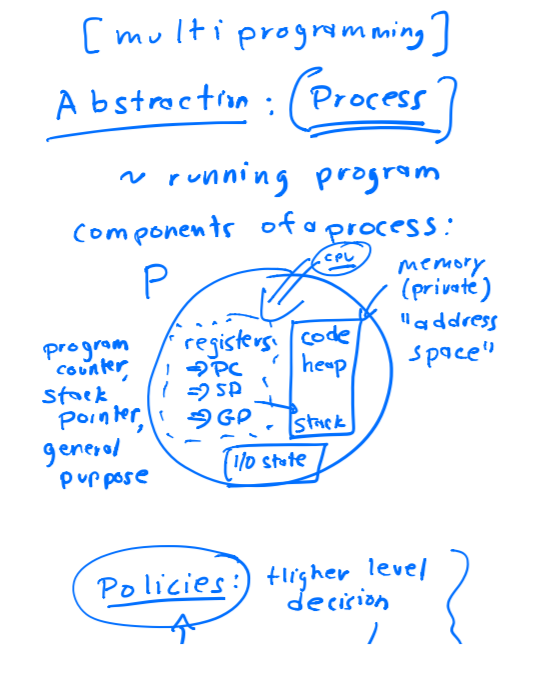 [multiprogramming]
Abstraction: (Process]
~ running program
components of a process:
P
CPU
memory
(private)
"address
space"
registers
⇒ PC
⇒ SP
⇒ GP
code
heap
stack
I/O state
program
counter,
stack
pointer,
general
puppose
Policies: Higher level
decision